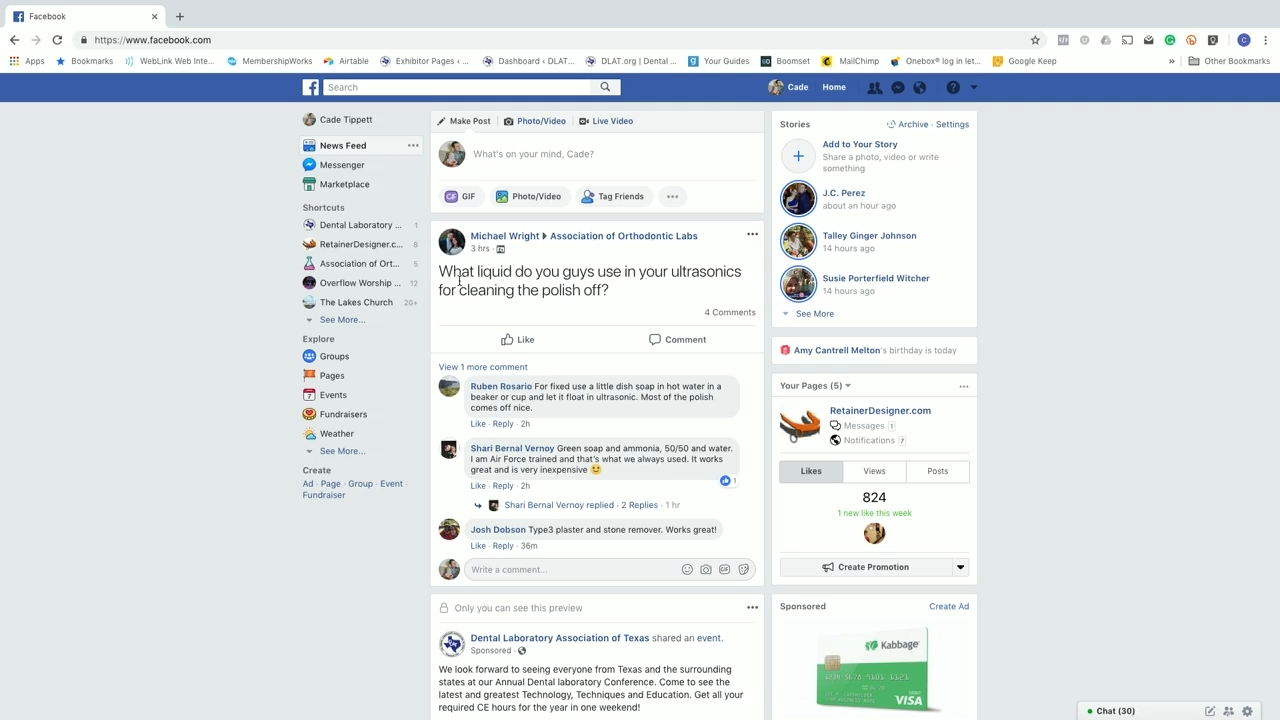 Facebook
https://www.facebook.com
Apps
Bookmarks
WebLink Web Inte...
MembershipWorks
Airtable
Exhibitor Pages ‹ ...
Dashboard ‹ DLAT...
DLAT.org | Dental ...
Your Guides
Boomset
MailChimp
Onebox® log in let...
Google Keep
»
Other Bookmarks
Search
Cade
Home
Cade Tippett
News Feed
Messenger
Marketplace
Shortcuts
Dental Laboratory ... 1
RetainerDesigner.c... 8
Association of Ort... 5
Overflow Worship ... 12
The Lakes Church 20+
See More...
Explore
Groups
Pages
Events
Fundraisers
Weather
See More...
Create
Ad · Page · Group · Event ·
Fundraiser
Make Post
Photo/Video
Live Video
What's on your mind, Cade?
GIF
Photo/Video
Tag Friends
Michael Wright ▸ Association of Orthodontic Labs
3 hrs ·
What liquid do you guys use in your ultrasonics
for cleaning the polish off?
4 Comments
Like
Comment
View 1 more comment
Ruben Rosario For fixed use a little dish soap in hot water in a
beaker or cup and let it float in ultrasonic. Most of the polish
comes off nice.
Like · Reply · 2h
Shari Bernal Vernoy Green soap and ammonia, 50/50 and water.
I am Air Force trained and that's what we always used. It works
great and is very inexpensive 😉
1
Like · Reply · 2h
Shari Bernal Vernoy replied · 2 Replies · 1 hr
Josh Dobson Type3 plaster and stone remover. Works great!
Like · Reply · 36m
Write a comment...
Only you can see this preview
Dental Laboratory Association of Texas shared an event.
Sponsored ·
We look forward to seeing everyone from Texas and the surrounding
states at our Annual Dental laboratory Conference. Come to see the
latest and greatest Technology, Techniques and Education. Get all your
required CE hours for the year in one weekend!
Stories
Archive · Settings
Add to Your Story
Share a photo, video or write
something
J.C. Perez
about an hour ago
Talley Ginger Johnson
14 hours ago
Susie Porterfield Witcher
14 hours ago
See More
Amy Cantrell Melton's birthday is today
Your Pages (5)
RetainerDesigner.com
Messages 1
Notifications 7
Likes
Views
Posts
824
1 new like this week
Create Promotion
Sponsored
Create Ad
Kabbage
VISA
Chat (30)